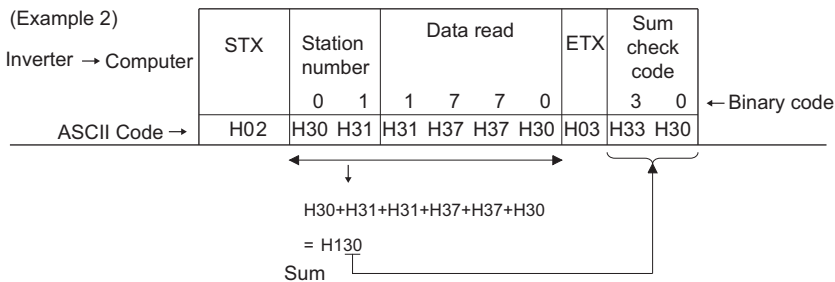 (Example 2)
Inverter → Computer
STX
Station number
Data read
ETX
Sum check code
0 1 1 7 7 0 3 0
← Binary code
ASCII Code →
H02 H30 H31 H31 H37 H37 H30 H03 H33 H30
H30+H31+H31+H37+H37+H30
= H130
Sum